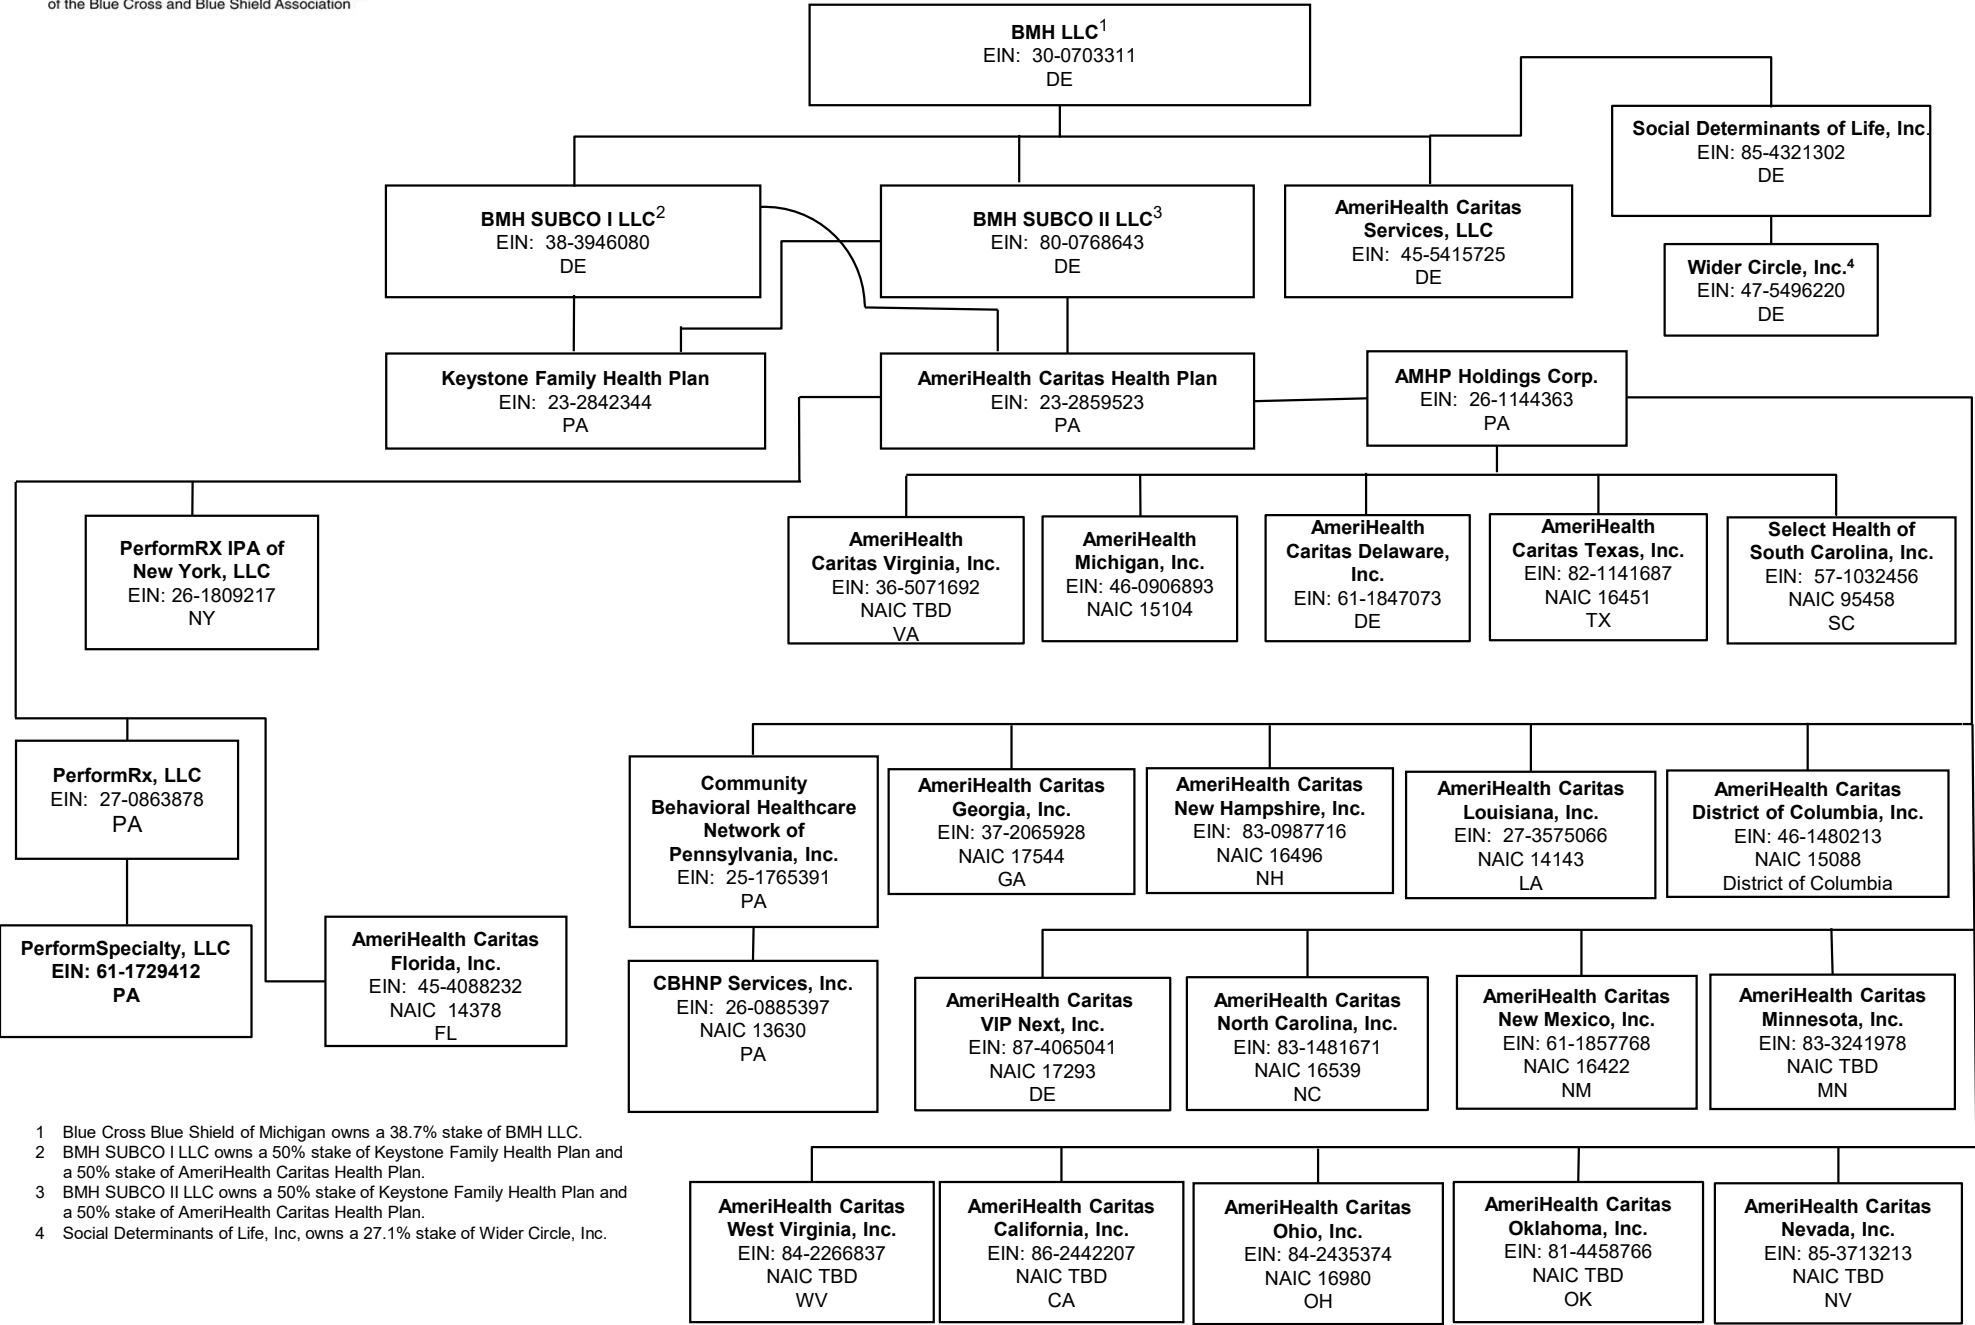 of the Blue Cross and Blue Shield Association
BMH LLC1
EIN: 30-0703311
DE
Social Determinants of Life, Inc.
EIN: 85-4321302
DE
BMH SUBCO I LLC2
EIN: 38-3946080
DE
BMH SUBCO II LLC3
EIN: 80-0768643
DE
AmeriHealth Caritas
Services, LLC
EIN: 45-5415725
DE
Wider Circle, Inc.4
EIN: 47-5496220
DE
Keystone Family Health Plan
EIN: 23-2842344
PA
AmeriHealth Caritas Health Plan
EIN: 23-2859523
PA
AMHP Holdings Corp.
EIN: 26-1144363
PA
PerformRX IPA of
New York, LLC
EIN: 26-1809217
NY
AmeriHealth
Caritas Virginia, Inc.
EIN: 36-5071692
NAIC TBD
VA
AmeriHealth
Michigan, Inc.
EIN: 46-0906893
NAIC 15104
AmeriHealth
Caritas Delaware,
Inc.
EIN: 61-1847073
DE
AmeriHealth
Caritas Texas, Inc.
EIN: 82-1141687
NAIC 16451
TX
Select Health of
South Carolina, Inc.
EIN: 57-1032456
NAIC 95458
SC
PerformRx, LLC
EIN: 27-0863878
PA
Community
Behavioral Healthcare
Network of
Pennsylvania, Inc.
EIN: 25-1765391
PA
AmeriHealth Caritas
Georgia, Inc.
EIN: 37-2065928
NAIC 17544
GA
AmeriHealth Caritas
New Hampshire, Inc.
EIN: 83-0987716
NAIC 16496
NH
AmeriHealth Caritas
Louisiana, Inc.
EIN: 27-3575066
NAIC 14143
LA
AmeriHealth Caritas
District of Columbia, Inc.
EIN: 46-1480213
NAIC 15088
District of Columbia
PerformSpecialty, LLC
EIN: 61-1729412
PA
AmeriHealth Caritas
Florida, Inc.
EIN: 45-4088232
NAIC 14378
FL
CBHNP Services, Inc.
EIN: 26-0885397
NAIC 13630
PA
AmeriHealth Caritas
VIP Next, Inc.
EIN: 87-4065041
NAIC 17293
DE
AmeriHealth Caritas
North Carolina, Inc.
EIN: 83-1481671
NAIC 16539
NC
AmeriHealth Caritas
New Mexico, Inc.
EIN: 61-1857768
NAIC 16422
NM
AmeriHealth Caritas
Minnesota, Inc.
EIN: 83-3241978
NAIC TBD
MN
1 Blue Cross Blue Shield of Michigan owns a 38.7% stake of BMH LLC.
2 BMH SUBCO I LLC owns a 50% stake of Keystone Family Health Plan and
a 50% stake of AmeriHealth Caritas Health Plan.
3 BMH SUBCO II LLC owns a 50% stake of Keystone Family Health Plan and
a 50% stake of AmeriHealth Caritas Health Plan.
4 Social Determinants of Life, Inc, owns a 27.1% stake of Wider Circle, Inc.
AmeriHealth Caritas
West Virginia, Inc.
EIN: 84-2266837
NAIC TBD
WV
AmeriHealth Caritas
California, Inc.
EIN: 86-2442207
NAIC TBD
CA
AmeriHealth Caritas
Ohio, Inc.
EIN: 84-2435374
NAIC 16980
OH
AmeriHealth Caritas
Oklahoma, Inc.
EIN: 81-4458766
NAIC TBD
OK
AmeriHealth Caritas
Nevada, Inc.
EIN: 85-3713213
NAIC TBD
NV